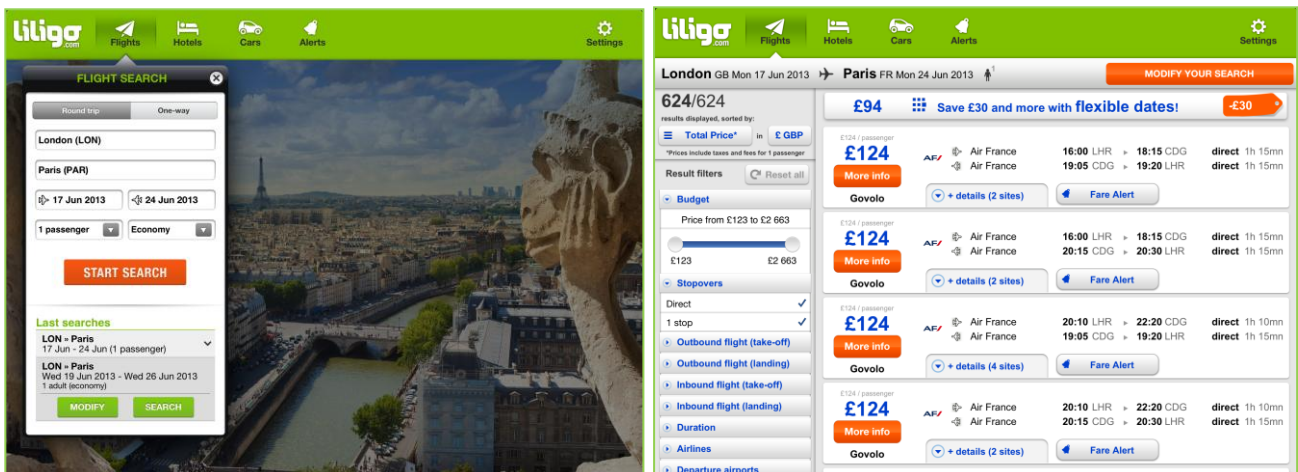 liligo
.com
Flights
Hotels
Cars
Alerts
Settings
FLIGHT SEARCH
Round trip
One-way
London (LON)
Paris (PAR)
17 Jun 2013
24 Jun 2013
1 passenger
Economy
START SEARCH
Last searches
LON » Paris
17 Jun - 24 Jun (1 passenger)
LON » Paris
Wed 19 Jun 2013 - Wed 26 Jun 2013
1 adult (economy)
MODIFY
SEARCH
liligo
.com
Flights
Hotels
Cars
Alerts
Settings
London GB Mon 17 Jun 2013
Paris FR Mon 24 Jun 2013
1
MODIFY YOUR SEARCH
624/624
results displayed, sorted by:
Total Price*
in
£ GBP
*Prices include taxes and fees for 1 passenger
Result filters
Reset all
Budget
Price from £123 to £2 663
£123
£2 663
Stopovers
Direct
1 stop
Outbound flight (take-off)
Outbound flight (landing)
Inbound flight (take-off)
Inbound flight (landing)
Duration
Airlines
Departure airports
£94
Save £30 and more with flexible dates!
-£30
£124 / passenger
£124
More info
Govolo
AF/
Air France
16:00 LHR ▸ 18:15 CDG
direct 1h 15mn
Air France
19:05 CDG ▸ 19:20 LHR
direct 1h 15mn
+ details (2 sites)
Fare Alert
£124 / passenger
£124
More info
Govolo
AF/
Air France
16:00 LHR ▸ 18:15 CDG
direct 1h 15mn
Air France
20:15 CDG ▸ 20:30 LHR
direct 1h 15mn
+ details (2 sites)
Fare Alert
£124 / passenger
£124
More info
Govolo
AF/
Air France
20:10 LHR ▸ 22:20 CDG
direct 1h 10mn
Air France
19:05 CDG ▸ 19:20 LHR
direct 1h 15mn
+ details (4 sites)
Fare Alert
£124 / passenger
£124
More info
Govolo
AF/
Air France
20:10 LHR ▸ 22:20 CDG
direct 1h 10mn
Air France
20:15 CDG ▸ 20:30 LHR
direct 1h 15mn
+ details (2 sites)
Fare Alert